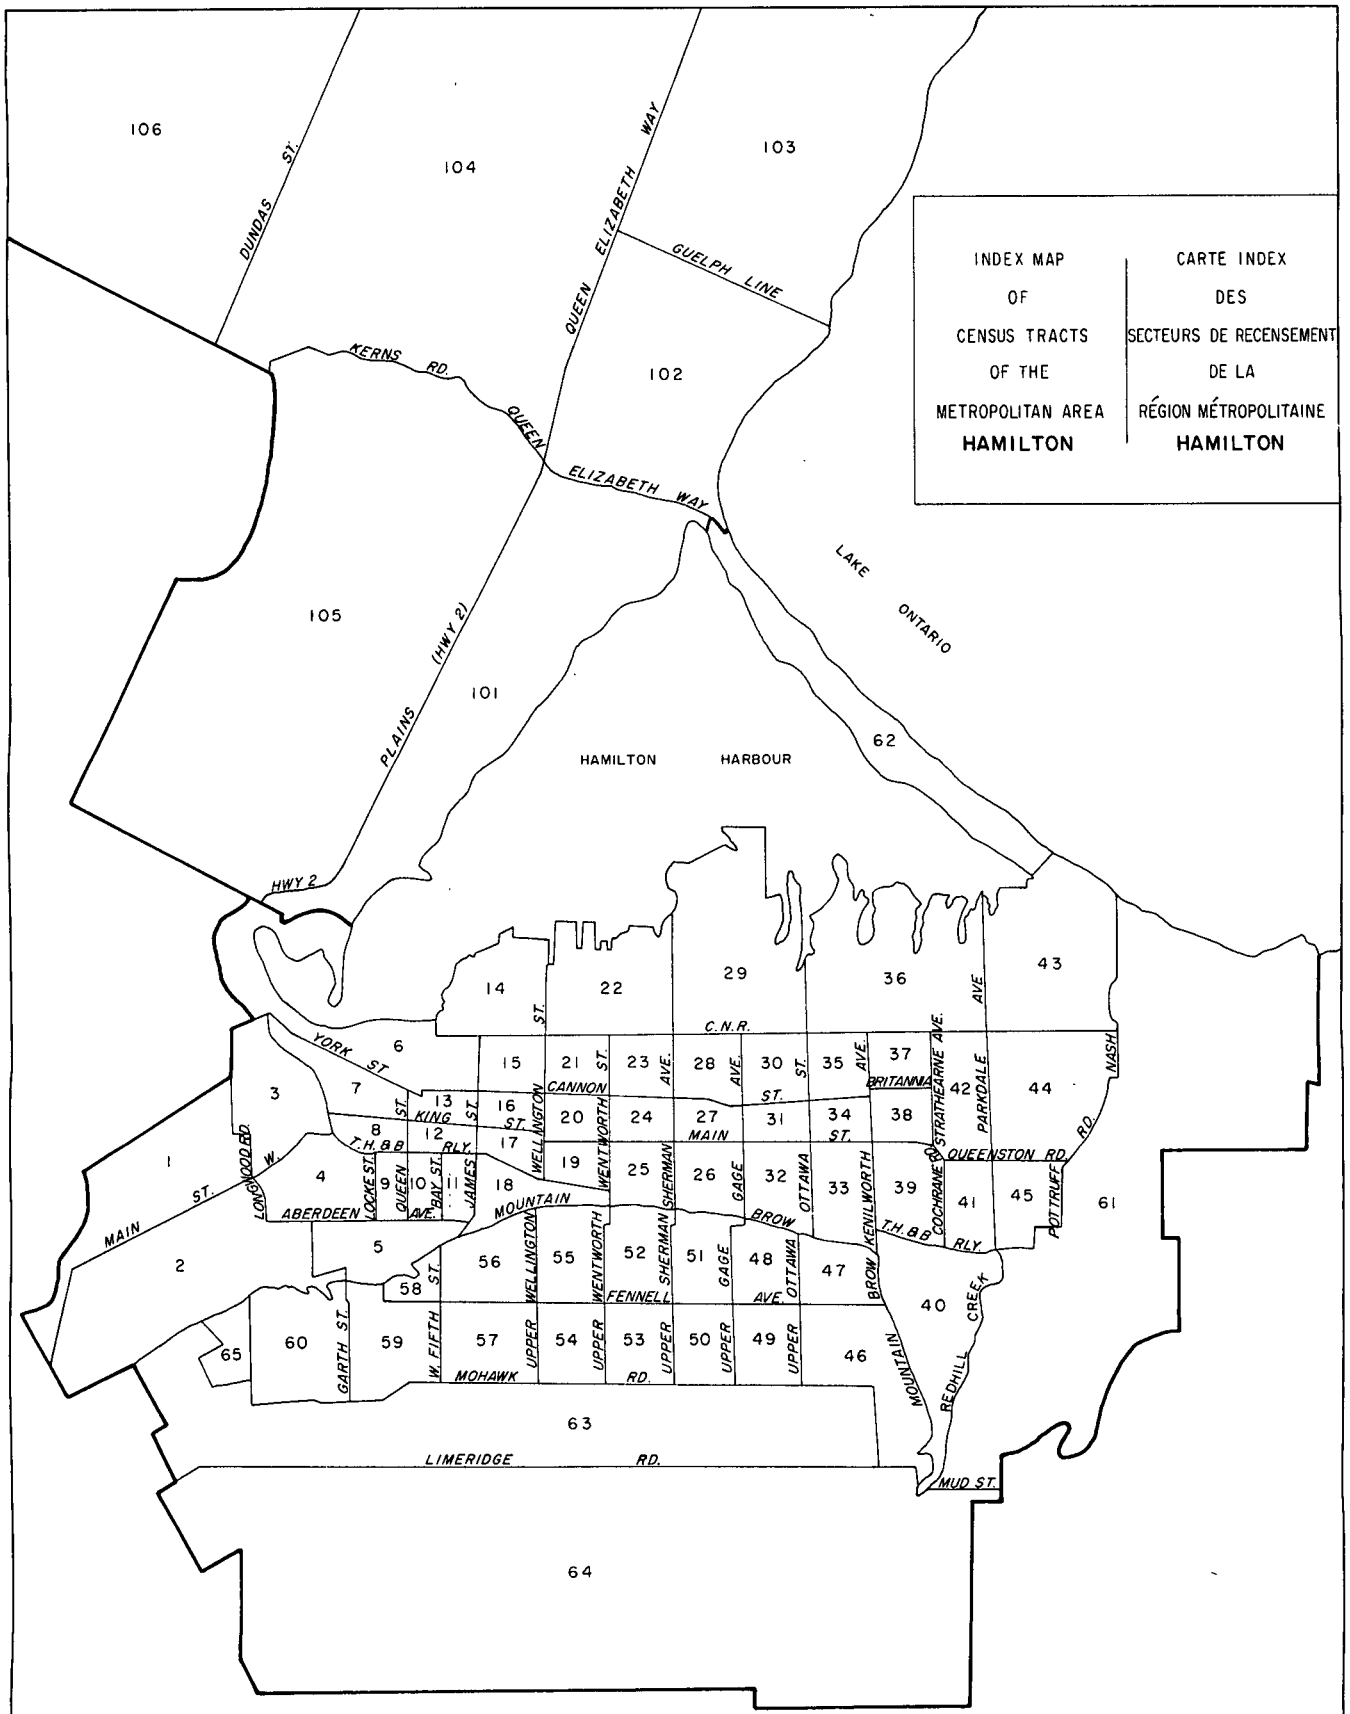 106
DUNDAS ST.
104
QUEEN ELIZABETH WAY
103
GUELPH LINE
INDEX MAP
OF
CENSUS TRACTS
OF THE
METROPOLITAN AREA
HAMILTON
CARTE INDEX
DES
SECTEURS DE RECENSEMENT
DE LA
RÉGION MÉTROPOLITAINE
HAMILTON
KERNS RD.
102
QUEEN ELIZABETH WAY
LAKE ONTARIO
105
PLAINS (HWY 2)
101
62
HAMILTON HARBOUR
HWY 2
14
ST.
22
29
36
AVE
43
C.N.R.
YORK ST
6
15
21
ST.
23
AVE.
28
AVE
30
ST.
35
AVE.
37
STRATHEARNE AVE.
42
PARKDALE
44
NASH RD.
BRITANNIA
3
7
ST.
13
ST.
16
CANNON ST.
KING ST.
WELLINGTON
20
WENTWORTH
24
27
31
34
38
8
12
17
MAIN ST.
T.H.&B RLY.
QUEENSTON RD.
1
LONGWOOD RD.
MAIN ST. W.
4
LOCKE ST.
9
QUEEN
10
BAY ST.
11
JAMES
18
19
25
SHERMAN
26
GAGE
32
OTTAWA
33
KENILWORTH
39
COCHRANE RD.
41
45
POTTRUFF
61
ABERDEEN AVE.
MOUNTAIN BROW
T.H.&B RLY.
2
5
58
ST.
56
WELLINGTON
55
WENTWORTH
52
SHERMAN
51
GAGE
48
OTTAWA
47
BROW
40
CREEK
FENNELL AVE.
65
60
GARTH ST.
59
W. FIFTH
57
UPPER
54
UPPER
53
UPPER
50
UPPER
49
UPPER
46
MOUNTAIN
REDHILL
MOHAWK RD.
63
LIMERIDGE RD.
MUD ST.
64